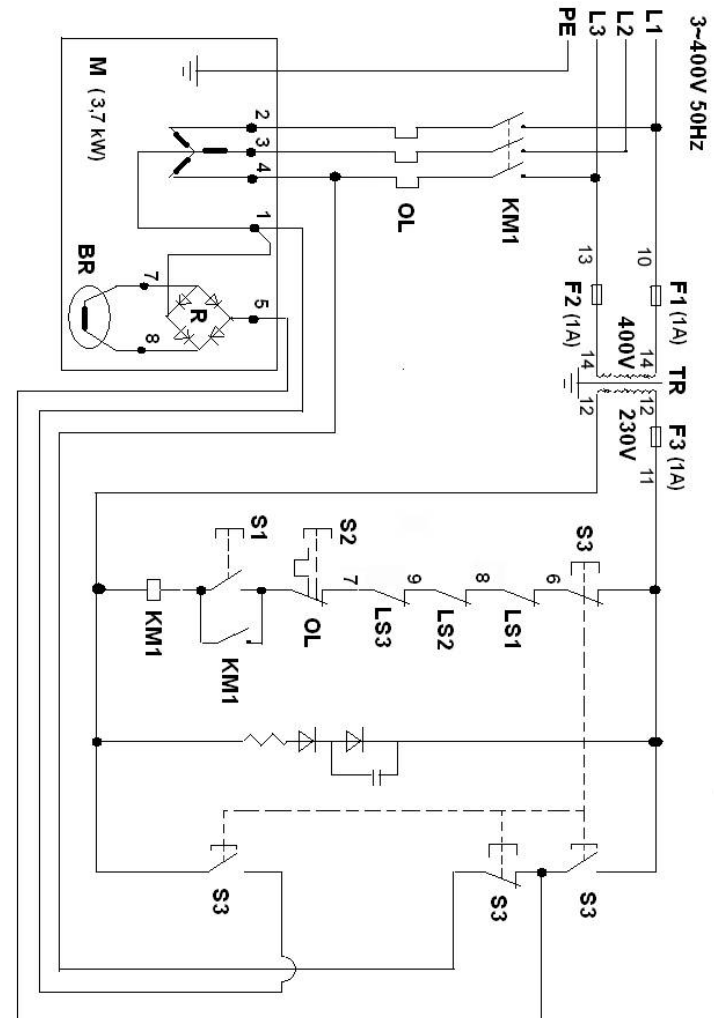 3~400V 50Hz
L1
L2
L3
PE
M (3,7 kW)
2
3
4
1
OL
KM1
BR
7
8
R
5
13
10
F2 (1A)
F1 (1A)
14
400V
14
TR
12
230V
12
F3 (1A)
11
S1
S2
S3
KM1
KM1
OL
7
LS3
9
LS2
8
LS1
6
S3
S3
S3